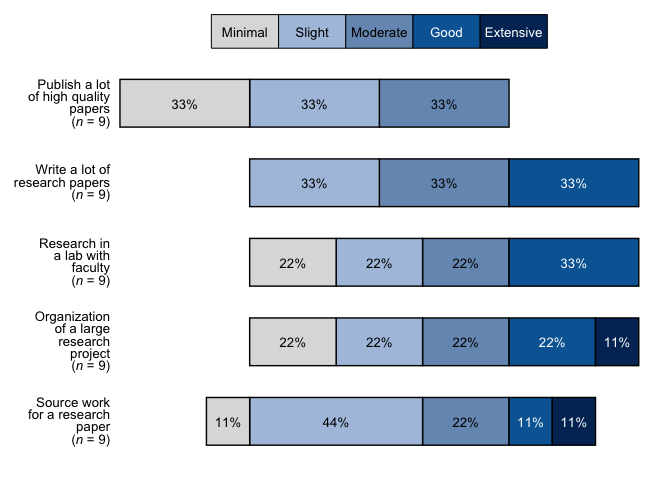 Minimal Slight Moderate Good Extensive
Publish a lot
of high quality
papers
(n = 9)
33% 33% 33%
Write a lot of
research papers
(n = 9)
33% 33% 33%
Research in
a lab with
faculty
(n = 9)
22% 22% 22% 33%
Organization
of a large
research
project
(n = 9)
22% 22% 22% 22% 11%
Source work
for a research
paper
(n = 9)
11% 44% 22% 11% 11%